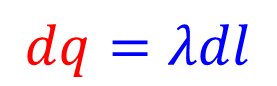 dq = λdl